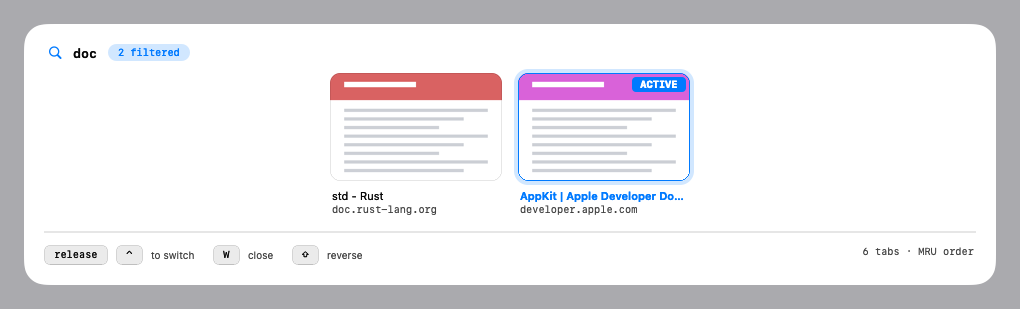 doc 2 filtered
ACTIVE
std - Rust
doc.rust-lang.org
AppKit | Apple Developer Do...
developer.apple.com
release ^ to switch W close ⇧ reverse
6 tabs · MRU order